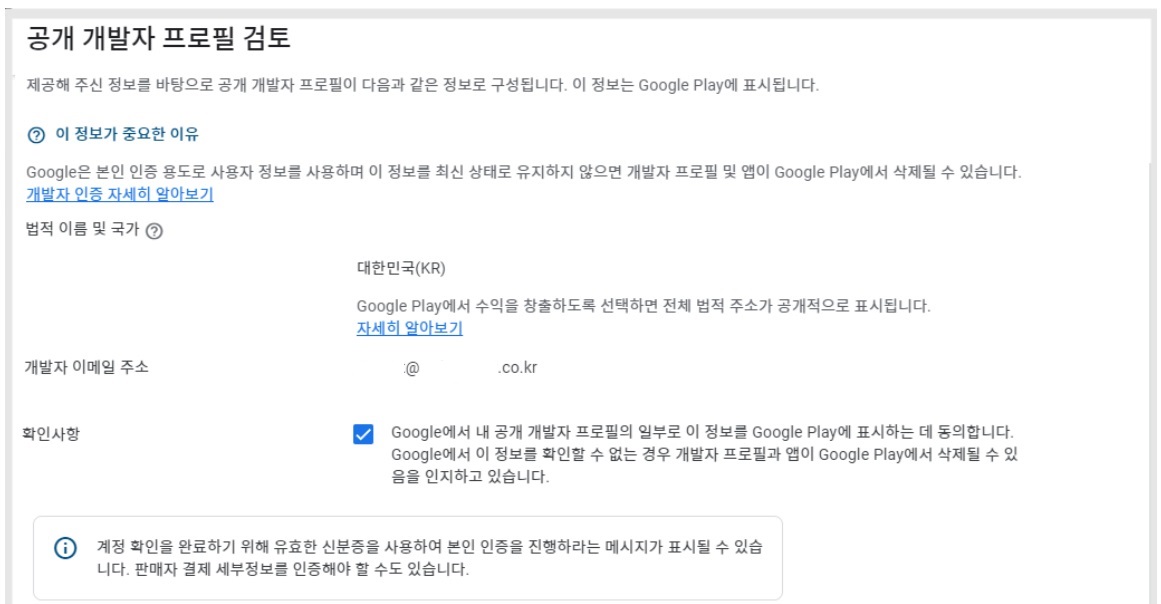 공개 개발자 프로필 검토
제공해 주신 정보를 바탕으로 공개 개발자 프로필이 다음과 같은 정보로 구성됩니다. 이 정보는 Google Play에 표시됩니다.
이 정보가 중요한 이유
Google은 본인 인증 용도로 사용자 정보를 사용하며 이 정보를 최신 상태로 유지하지 않으면 개발자 프로필 및 앱이 Google Play에서 삭제될 수 있습니다.
개발자 인증 자세히 알아보기
법적 이름 및 국가
대한민국(KR)
Google Play에서 수익을 창출하도록 선택하면 전체 법적 주소가 공개적으로 표시됩니다.
자세히 알아보기
개발자 이메일 주소 @ .co.kr
확인사항 Google에서 내 공개 개발자 프로필의 일부로 이 정보를 Google Play에 표시하는 데 동의합니다.
Google에서 이 정보를 확인할 수 없는 경우 개발자 프로필과 앱이 Google Play에서 삭제될 수 있
음을 인지하고 있습니다.
계정 확인을 완료하기 위해 유효한 신분증을 사용하여 본인 인증을 진행하라는 메시지가 표시될 수 있습
니다. 판매자 결제 세부정보를 인증해야 할 수도 있습니다.